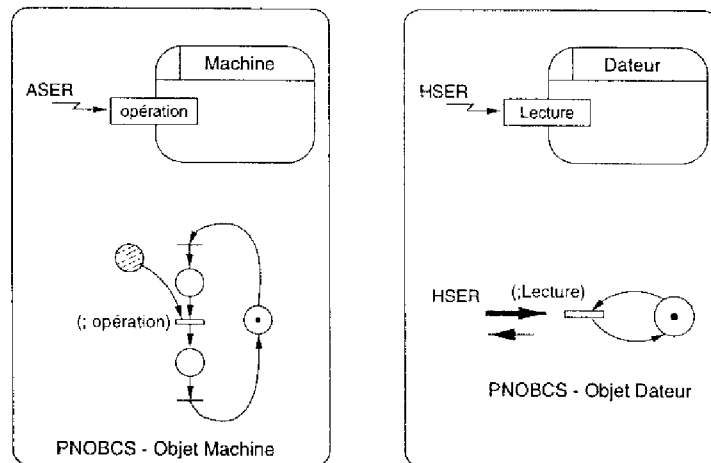 Machine
ASER
opération
(; opération)
PNOBCS - Objet Machine
Dateur
HSER
Lecture
HSER
(;Lecture)
PNOBCS - Objet Dateur